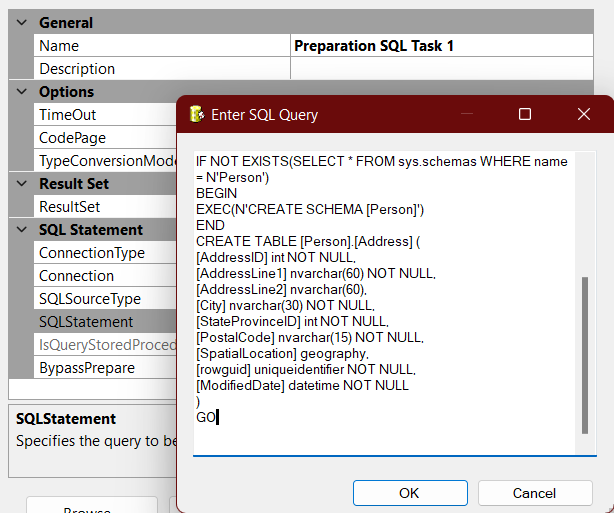 General
Name Preparation SQL Task 1
Description
Options
TimeOut
CodePage
TypeConversionMode
Result Set
ResultSet
SQL Statement
ConnectionType
Connection
SQLSourceType
SQLStatement
IsQueryStoredProced
BypassPrepare
SQLStatement
Specifies the query to be
Browse
Enter SQL Query
IF NOT EXISTS(SELECT * FROM sys.schemas WHERE name
= N'Person')
BEGIN
EXEC(N'CREATE SCHEMA [Person]')
END
CREATE TABLE [Person].[Address] (
[AddressID] int NOT NULL,
[AddressLine1] nvarchar(60) NOT NULL,
[AddressLine2] nvarchar(60),
[City] nvarchar(30) NOT NULL,
[StateProvinceID] int NOT NULL,
[PostalCode] nvarchar(15) NOT NULL,
[SpatialLocation] geography,
[rowguid] uniqueidentifier NOT NULL,
[ModifiedDate] datetime NOT NULL
)
GO
OK Cancel